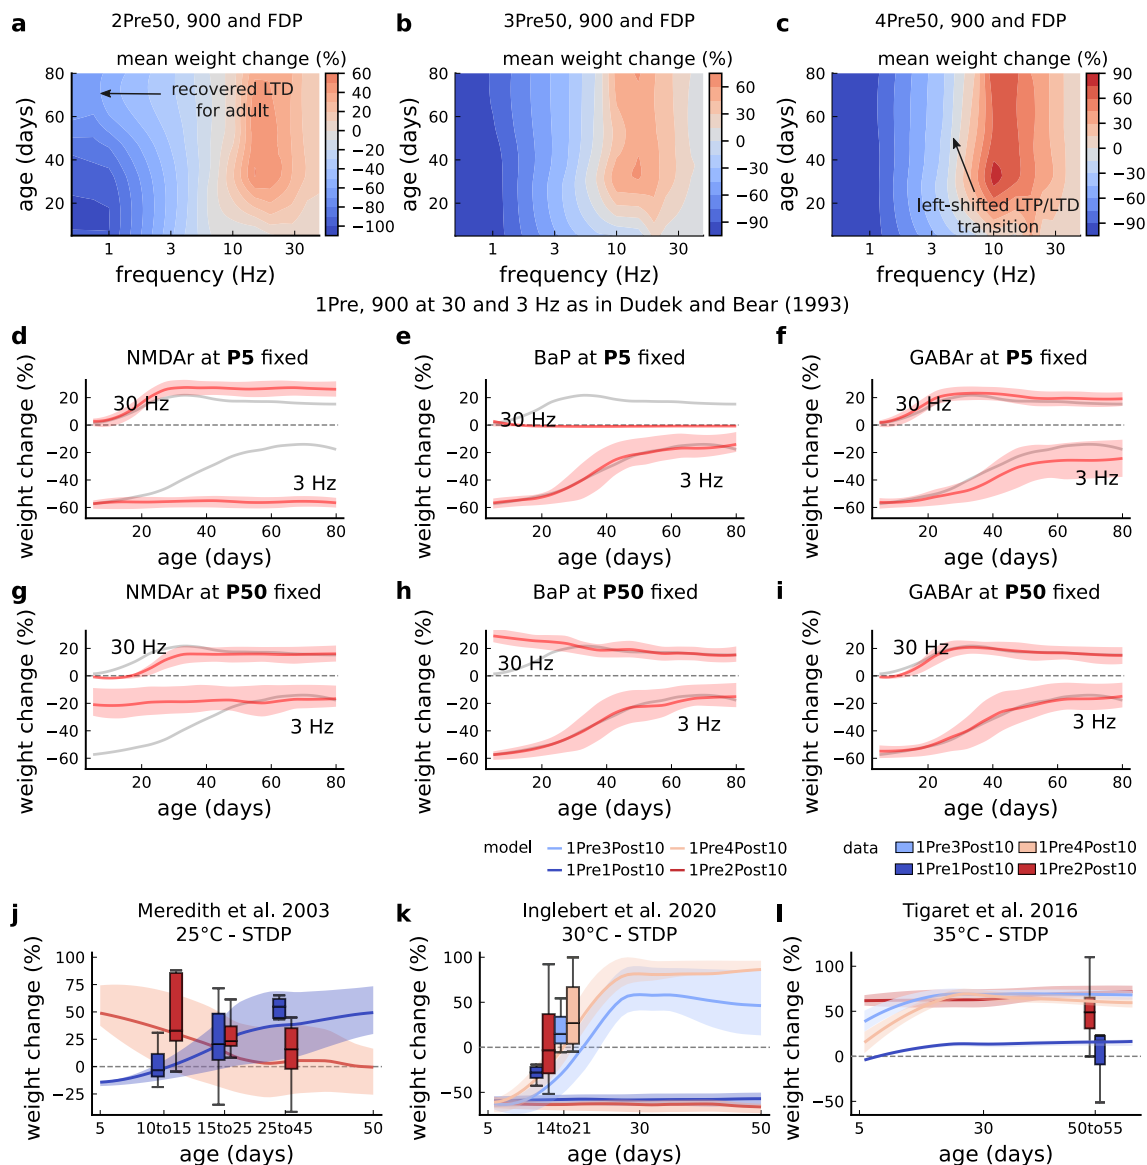 a 2Pre50, 900 and FDP
b 3Pre50, 900 and FDP
c 4Pre50, 900 and FDP
mean weight change (%)
mean weight change (%)
mean weight change (%)
age (days)
80
60
40
20
recovered LTD
for adult
60
40
20
0
−20
−40
−60
−80
−100
1 3 10 30
frequency (Hz)
age (days)
80
60
40
20
60
30
0
−30
−60
−90
1 3 10 30
frequency (Hz)
age (days)
80
60
40
20
left-shifted LTP/LTD
transition
90
60
30
0
−30
−60
−90
1 3 10 30
frequency (Hz)
1Pre, 900 at 30 and 3 Hz as in Dudek and Bear (1993)
d NMDAr at P5 fixed
weight change (%)
20
0
−20
−40
−60
30 Hz
3 Hz
20 40 60 80
age (days)
e BaP at P5 fixed
weight change (%)
20
0
−20
−40
−60
30 Hz
3 Hz
20 40 60 80
age (days)
f GABAr at P5 fixed
weight change (%)
20
0
−20
−40
−60
30 Hz
3 Hz
20 40 60 80
age (days)
g NMDAr at P50 fixed
weight change (%)
20
0
−20
−40
−60
30 Hz
3 Hz
20 40 60 80
age (days)
h BaP at P50 fixed
weight change (%)
20
0
−20
−40
−60
30 Hz
3 Hz
20 40 60 80
age (days)
i GABAr at P50 fixed
weight change (%)
20
0
−20
−40
−60
30 Hz
3 Hz
20 40 60 80
age (days)
model 1Pre3Post10 1Pre4Post10
1Pre1Post10 1Pre2Post10
data 1Pre3Post10 1Pre4Post10
1Pre1Post10 1Pre2Post10
j Meredith et al. 2003
25°C - STDP
weight change (%)
100
75
50
25
0
−25
5 10to15 15to25 25to45 50
age (days)
k Inglebert et al. 2020
30°C - STDP
weight change (%)
100
50
0
−50
5 14to21 30 50
age (days)
l Tigaret et al. 2016
35°C - STDP
weight change (%)
100
50
0
−50
5 30 50to55
age (days)